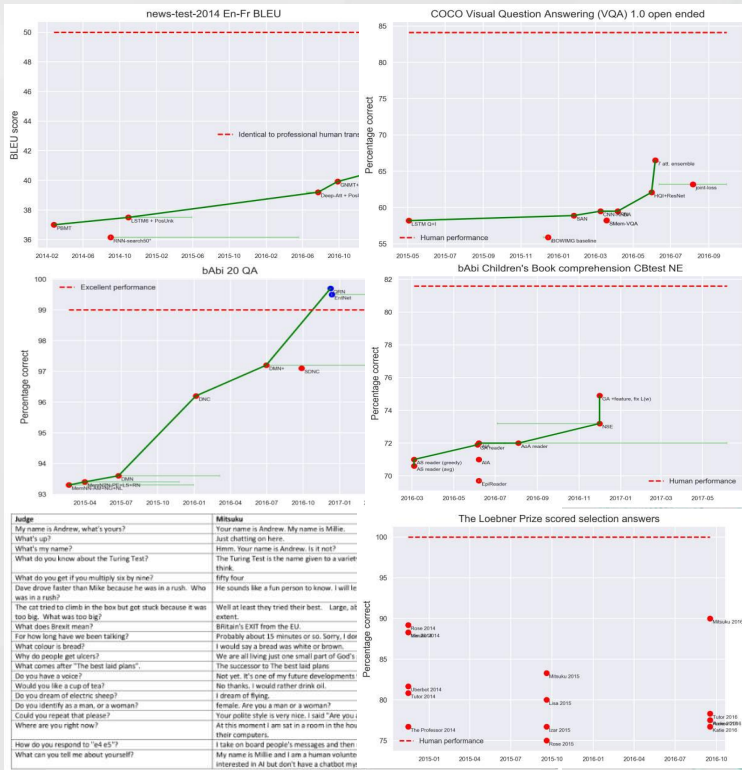 news-test-2014 En-Fr BLEU
50
48
46
44
42
40
38
36
BLEU score
Identical to professional human trans
PBMT
RNN-search50*
LSTM6 + PosUnk
Deep-Att + Pos
GNMT+
2014-02 2014-06 2014-10 2015-02 2015-06 2015-10 2016-02 2016-06 2016-10
COCO Visual Question Answering (VQA) 1.0 open ended
85
80
75
70
65
60
55
Percentage correct
LSTM Q+I
iBOWIMG baseline
SAN
SMem-VQA
HQI+ResNet
7 att. ensemble
joint-loss
Human performance
2015-05 2015-07 2015-09 2015-11 2016-01 2016-03 2016-05 2016-07 2016-09
bAbi 20 QA
100
99
98
97
96
95
94
93
Percentage correct
Excellent performance
DMN
DNC
DMN+
SDNC
EntNet
2015-04 2015-07 2015-10 2016-01 2016-04 2016-07 2016-10 2017-01
bAbi Children's Book comprehension CBtest NE
82
80
78
76
74
72
70
Percentage correct
AS reader (greedy)
AS reader (avg)
GA reader
AIA
EpiReader
AoA reader
NSE
GA +feature, fix L(w)
Human performance
2016-03 2016-05 2016-07 2016-09 2016-11 2017-01 2017-03 2017-05
Judge Mitsuku
My name is Andrew, what's yours? Your name is Andrew. My name is Millie.
What's up? Just chatting on here.
What's my name? Hmm. Your name is Andrew. Is it not?
What do you know about the Turing Test? The Turing Test is the name given to a variet
think.
What do you get if you multiply six by nine? fifty four
Dave drove faster than Mike because he was in a rush. Who He sounds like a fun person to know. I will le
was in a rush?
The cat tried to climb in the box but got stuck because it was Well at least they tried their best. Large, ab
too big. What was too big? extent.
What does Brexit mean? BRitain's EXIT from the EU.
For how long have we been talking? Probably about 15 minutes or so. Sorry, I don
What colour is bread? I would say a bread was white or brown.
Why do people get ulcers? We are all living just one small part of God's
What comes after "The best laid plans". The successor to The best laid plans
Do you have a voice? Not yet. It's one of my future developments
Would you like a cup of tea? No thanks. I would rather drink oil.
Do you dream of electric sheep? I dream of flying.
Do you identify as a man, or a woman? female. Are you a man or a woman?
Could you repeat that please? Your polite style is very nice. I said "Are you a
Where are you right now? At this moment I am sat in a room in the hou
their computers.
How do you respond to "e4 e5"? I take on board people's messages and then
What can you tell me about yourself? My name is Millie and I am a human volunte
interested in AI but don't have a chatbot mys
The Loebner Prize scored selection answers
100
95
90
85
80
75
Percentage correct
Rose 2014
Uberbot 2014
Tutor 2014
The Professor 2014
Mitsuku 2015
Lisa 2015
Izar 2015
Rose 2015
Mitsuku 2016
Tutor 2016
Katie 2016
Human performance
2015-01 2015-04 2015-07 2015-10 2016-01 2016-04 2016-07 2016-10